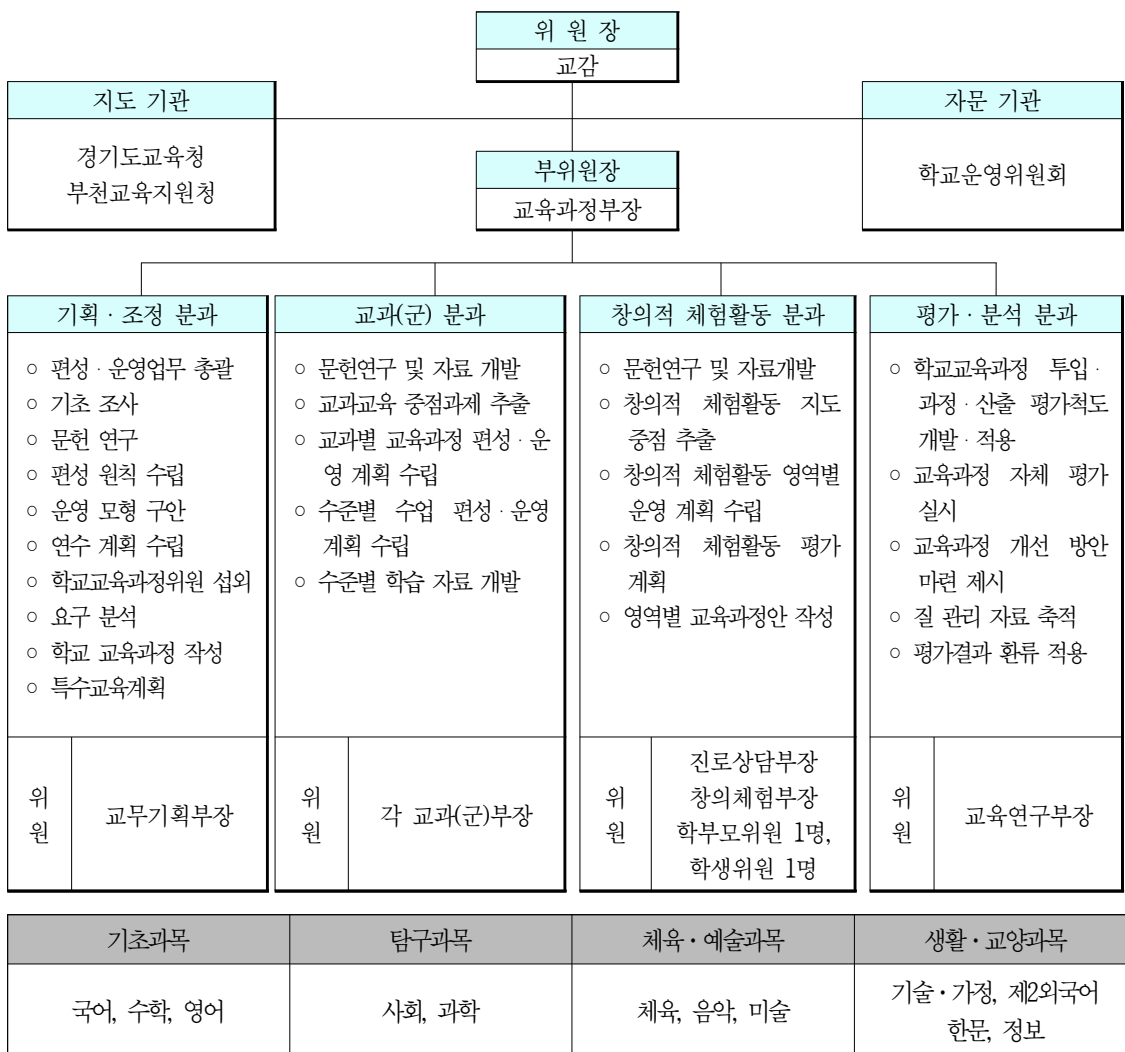 위 원 장
교감
지도 기관
경기도교육청
부천교육지원청
자문 기관
학교운영위원회
부위원장
교육과정부장
기획 · 조정 분과
○ 편성 · 운영업무 총괄
○ 기초 조사
○ 문헌 연구
○ 편성 원칙 수립
○ 운영 모형 구안
○ 연수 계획 수립
○ 학교교육과정위원 섭외
○ 요구 분석
○ 학교 교육과정 작성
○ 특수교육계획
위
원
교무기획부장
교과(군) 분과
○ 문헌연구 및 자료 개발
○ 교과교육 중점과제 추출
○ 교과별 교육과정 편성 · 운
영 계획 수립
○ 수준별 수업 편성 · 운영
계획 수립
○ 수준별 학습 자료 개발
위
원
각 교과(군)부장
창의적 체험활동 분과
○ 문헌연구 및 자료개발
○ 창의적 체험활동 지도
중점 추출
○ 창의적 체험활동 영역별
운영 계획 수립
○ 창의적 체험활동 평가
계획
○ 영역별 교육과정안 작성
위
원
진로상담부장
창의체험부장
학부모위원 1명,
학생위원 1명
평가 · 분석 분과
○ 학교교육과정 투입 ·
과정 · 산출 평가척도
개발 · 적용
○ 교육과정 자체 평가
실시
○ 교육과정 개선 방안
마련 제시
○ 질 관리 자료 축적
○ 평가결과 환류 적용
위
원
교육연구부장
기초과목
탐구과목
체육・예술과목
생활・교양과목
국어, 수학, 영어
사회, 과학
체육, 음악, 미술
기술・가정, 제2외국어
한문, 정보